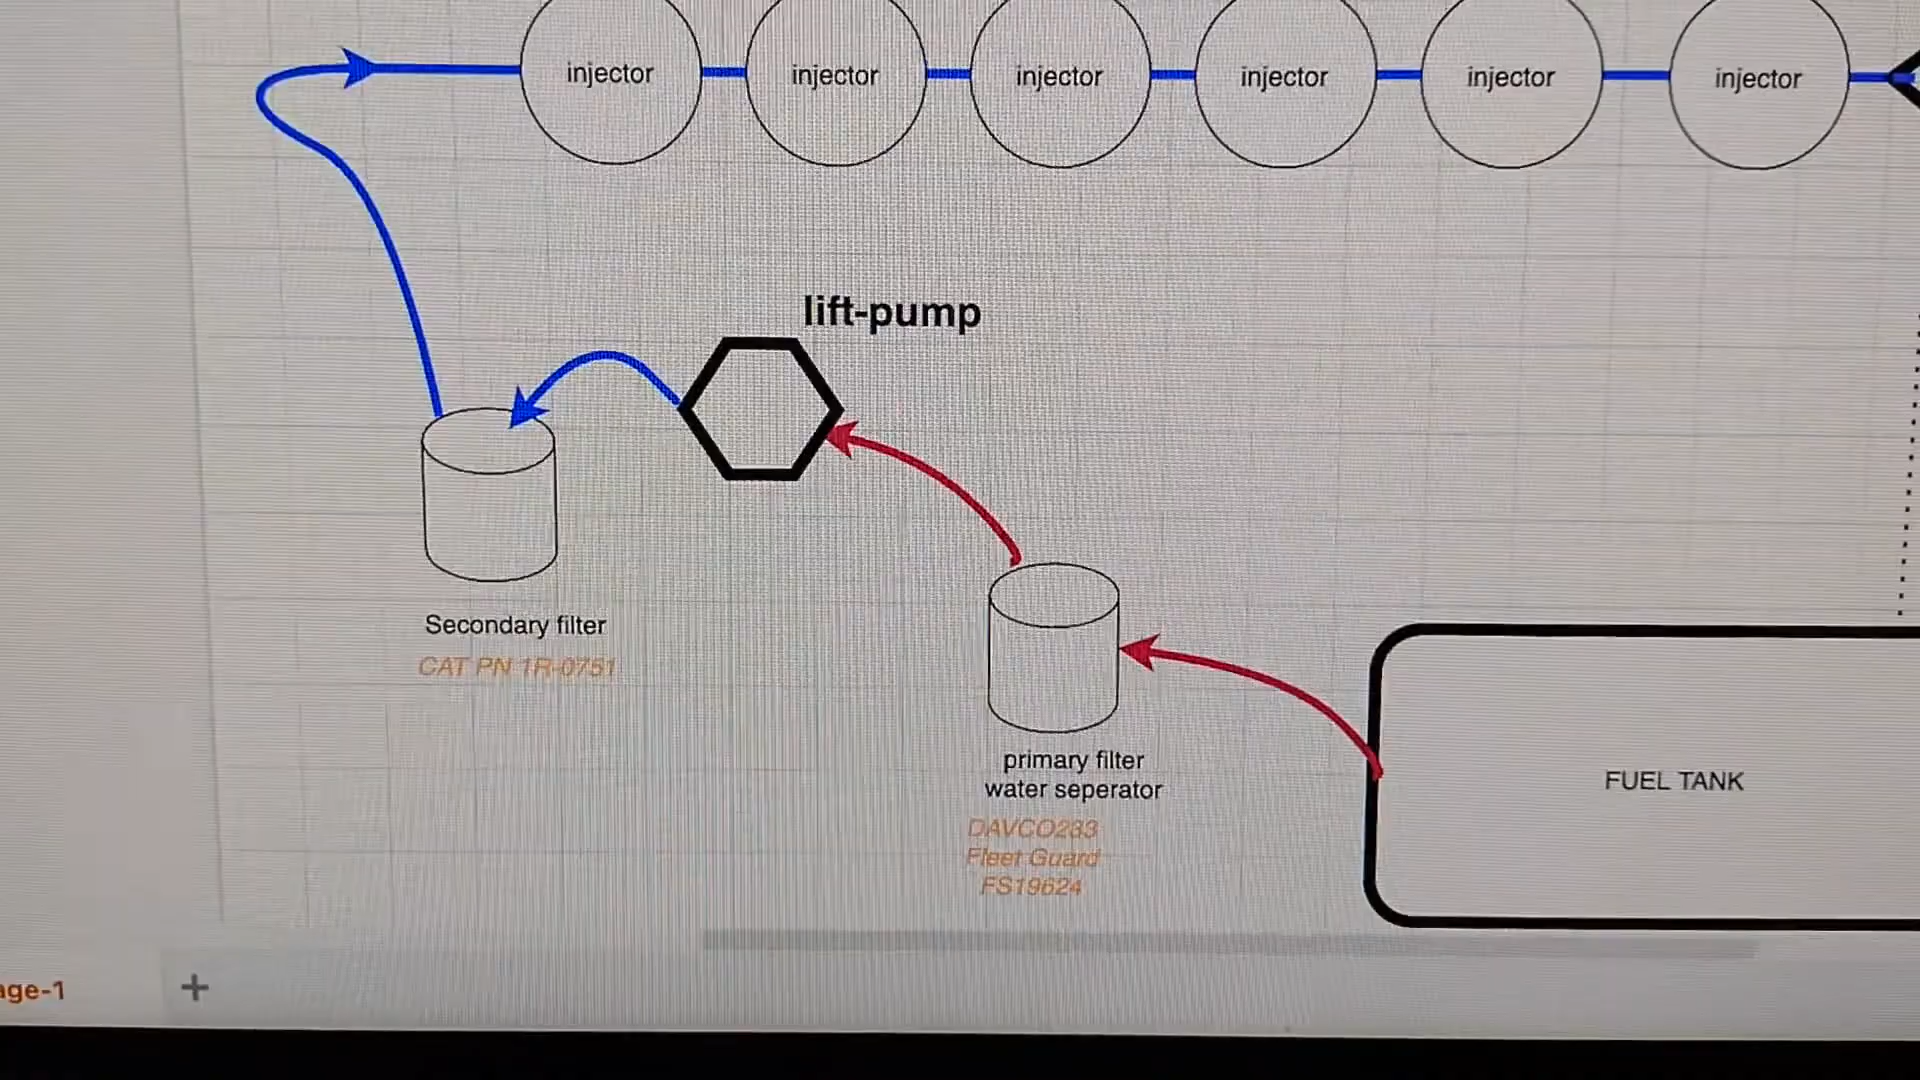 injector
injector
injector
injector
injector
injector
lift-pump
Secondary filter
CAT PN 1R-0751
primary filter
water seperator
DAVCO283
Fleet Guard
FS19624
FUEL TANK
age-1
+